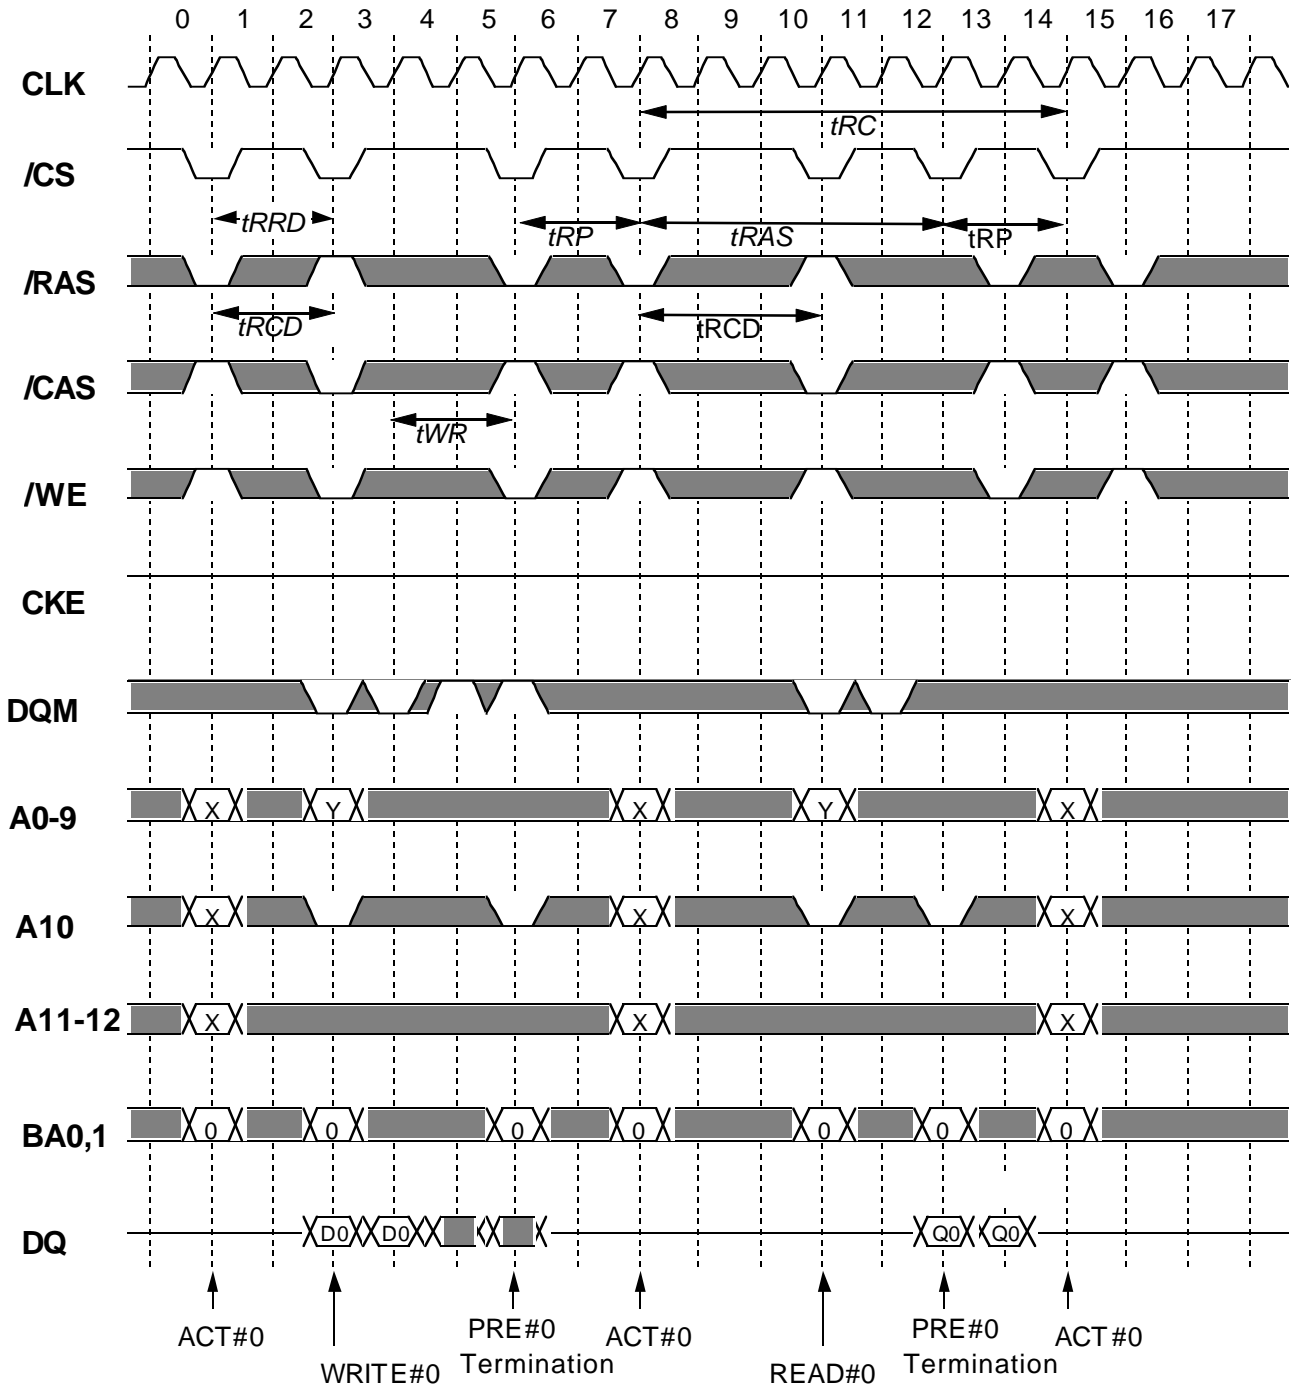 0 1 2 3 4 5 6 7 8 9 10 11 12 13 14 15 16 17
CLK
tRC
/CS
tRRD tRP tRAS tRP
/RAS
tRCD tRCD
/CAS
tWR
/WE
CKE
DQM
A0-9 X Y X Y X
A10 X X X
A11-12 X X X
BA0,1 0 0 0 0 0 0 0
DQ D0 D0 Q0 Q0
ACT#0 PRE#0 ACT#0 PRE#0 ACT#0
WRITE#0 Termination READ#0 Termination